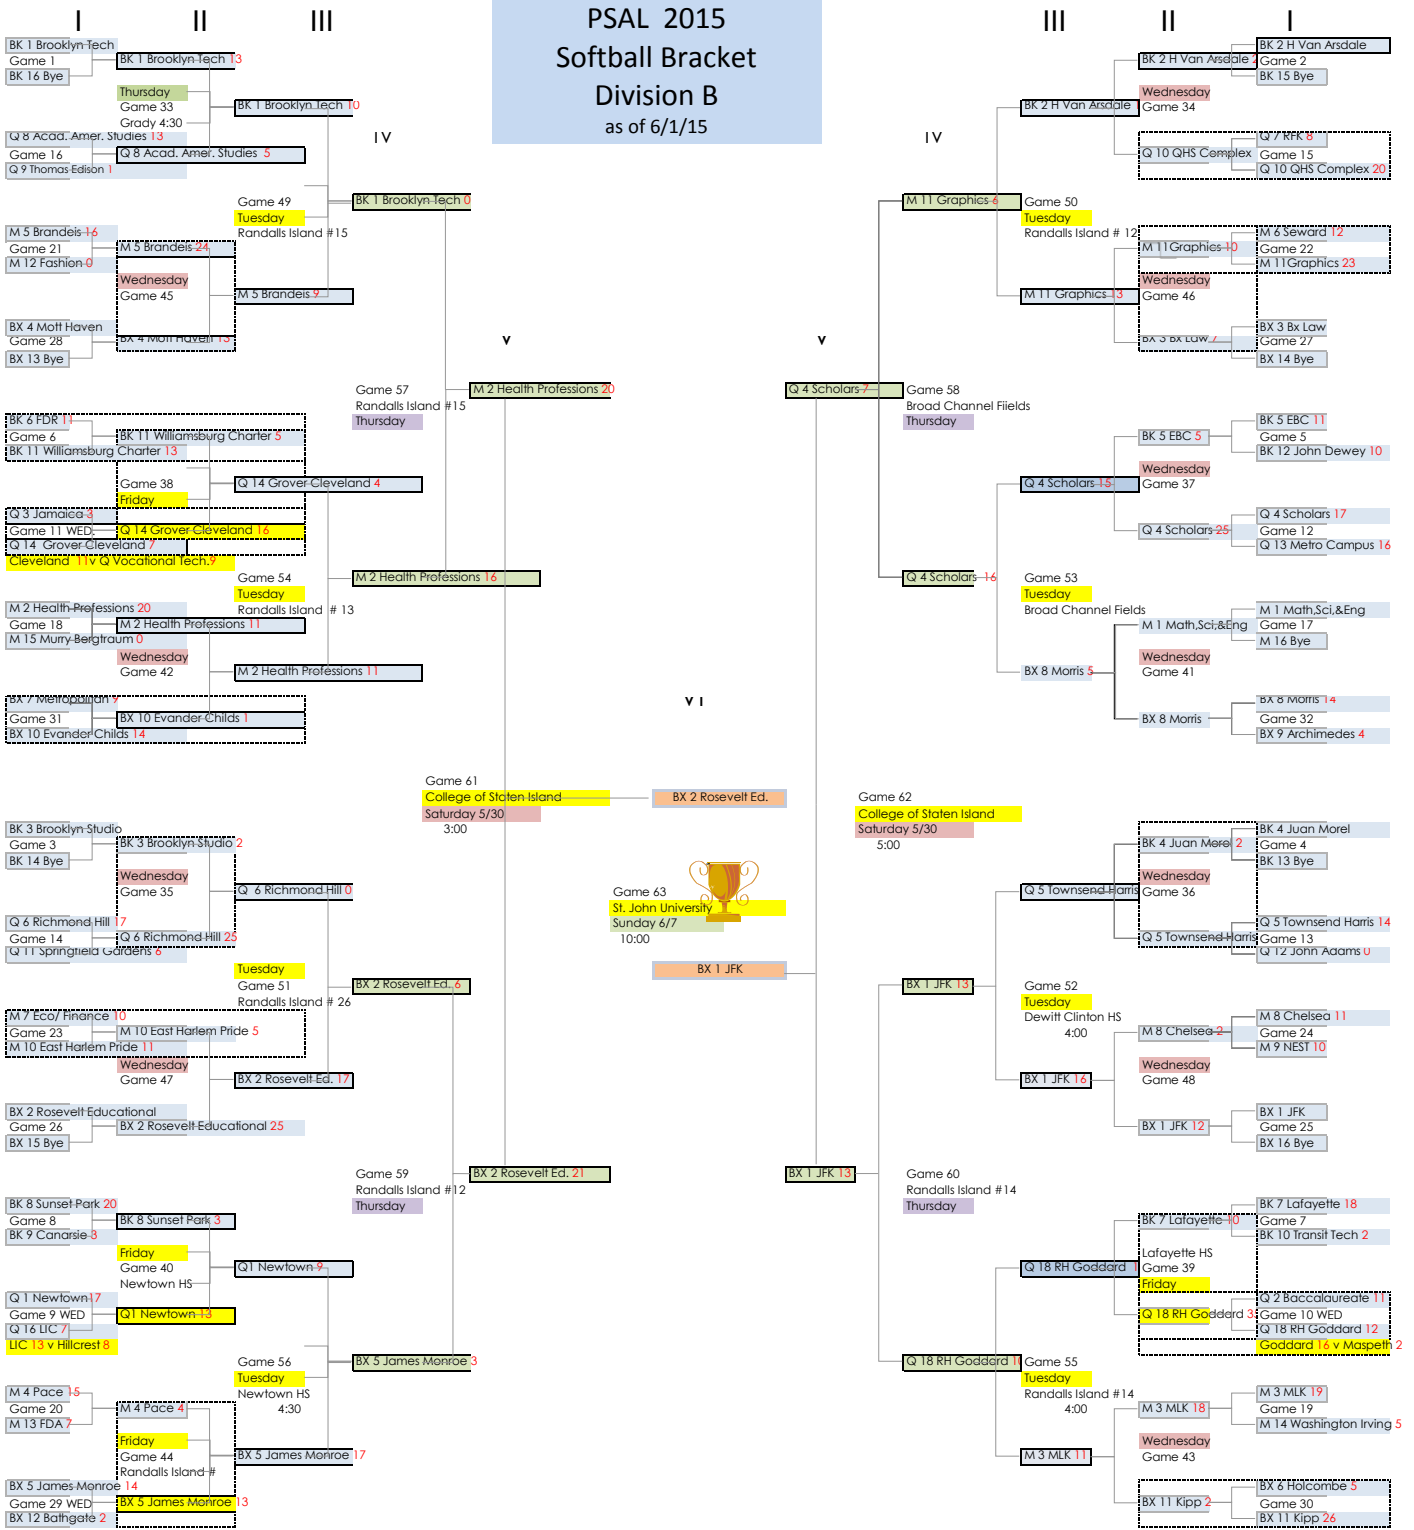 PSAL 2015
Softball Bracket
Division B
as of 6/1/15
I
II
III
III
II
I
BK 1 Brooklyn Tech
Game 1
BK 16 Bye
BK 1 Brooklyn Tech 13
Thursday
Game 33
Grady 4:30
BK 1 Brooklyn Tech 10
Q 8 Acad. Amer. Studies 13
Game 16
Q 9 Thomas Edison 1
Q 8 Acad. Amer. Studies 5
IV
Game 49
Tuesday
Randalls Island #15
BK 1 Brooklyn Tech 0
M 5 Brandeis 16
Game 21
M 12 Fashion 0
M 5 Brandeis 24
Wednesday
Game 45
M 5 Brandeis 9
BX 4 Mott Haven
Game 28
BX 13 Bye
BX 4 Mott Haven 13
V
Game 57
Randalls Island #15
Thursday
M 2 Health Professions 20
BK 6 FDR 11
Game 6
BK 11 Williamsburg Charter 13
BK 11 Williamsburg Charter 5
Game 38
Friday
Q 14 Grover Cleveland 4
Q 3 Jamaica 3
Game 11 WED
Q 14 Grover Cleveland 7
Cleveland 11v Q Vocational Tech.9
Q 14 Grover Cleveland 16
Game 54
Tuesday
Randalls Island # 13
M 2 Health Professions 16
M 2 Health Professions 20
Game 18
M 15 Murry Bergtraum 0
M 2 Health Professions 11
Wednesday
Game 42
M 2 Health Professions 11
BX 7 Metropolitan 9
Game 31
BX 10 Evander Childs 14
BX 10 Evander Childs 1
VI
Game 61
College of Staten Island
Saturday 5/30
3:00
BX 2 Rosevelt Ed.
BK 3 Brooklyn Studio
Game 3
BK 14 Bye
BK 3 Brooklyn Studio 2
Wednesday
Game 35
Q 6 Richmond Hill 0
Q 6 Richmond Hill 17
Game 14
Q 11 Springfield Gardens 6
Q 6 Richmond Hill 25
Game 63
St. John University
Sunday 6/7
10:00
BX 1 JFK
Tuesday
Game 51
Randalls Island # 26
BX 2 Rosevelt Ed. 6
M 7 Eco/ Finance 10
Game 23
M 10 East Harlem Pride 11
M 10 East Harlem Pride 5
Wednesday
Game 47
BX 2 Rosevelt Ed. 17
BX 2 Rosevelt Educational
Game 26
BX 15 Bye
BX 2 Rosevelt Educational 25
Game 59
Randalls Island #12
Thursday
BX 2 Rosevelt Ed. 21
BK 8 Sunset Park 20
Game 8
BK 9 Canarsie 3
BK 8 Sunset Park 3
Friday
Game 40
Newtown HS
Q1 Newtown 9
Q 1 Newtown 17
Game 9 WED
Q 16 LIC 7
LIC 13 v Hillcrest 8
Q1 Newtown 13
Game 56
Tuesday
Newtown HS
4:30
BX 5 James Monroe 3
M 4 Pace 15
Game 20
M 13 FDA 7
M 4 Pace 4
Friday
Game 44
Randalls Island #
BX 5 James Monroe 17
BX 5 James Monroe 14
Game 29 WED
BX 12 Bathgate 2
BX 5 James Monroe 13
BK 2 H Van Arsdale
Game 2
BK 15 Bye
BK 2 H Van Arsdale 2
Wednesday
Game 34
BK 2 H Van Arsdale
Q 7 RFK 8
Game 15
Q 10 QHS Complex 20
Q 10 QHS Complex
IV
M 11 Graphics 6
Game 50
Tuesday
Randalls Island # 12
M 6 Seward 12
Game 22
M 11Graphics 23
M 11Graphics 10
Wednesday
Game 46
M 11 Graphics 13
BX 3 Bx Law
Game 27
BX 14 Bye
BX 3 Bx Law 7
V
Q 4 Scholars 7
Game 58
Broad Channel Fiields
Thursday
BK 5 EBC 11
Game 5
BK 12 John Dewey 10
BK 5 EBC 5
Wednesday
Game 37
Q 4 Scholars 15
Q 4 Scholars 17
Game 12
Q 13 Metro Campus 16
Q 4 Scholars 25
Q 4 Scholars 16
Game 53
Tuesday
Broad Channel Fields
M 1 Math,Sci,&Eng
Game 17
M 16 Bye
M 1 Math,Sci,&Eng
Wednesday
Game 41
BX 8 Morris 5
BX 8 Morris 14
Game 32
BX 9 Archimedes 4
BX 8 Morris
Game 62
College of Staten Island
Saturday 5/30
5:00
BK 4 Juan Morel
Game 4
BK 13 Bye
BK 4 Juan Morel 2
Wednesday
Game 36
Q 5 Townsend Harris
Q 5 Townsend Harris 14
Game 13
Q 12 John Adams 0
Q 5 Townsend Harris
BX 1 JFK 13
Game 52
Tuesday
Dewitt Clinton HS
4:00
M 8 Chelsea 11
Game 24
M 9 NEST 10
M 8 Chelsea 2
Wednesday
Game 48
BX 1 JFK 16
BX 1 JFK
Game 25
BX 16 Bye
BX 1 JFK 12
BX 1 JFK 13
Game 60
Randalls Island #14
Thursday
BK 7 Lafayette 18
Game 7
BK 10 Transit Tech 2
BK 7 Lafayette 10
Lafayette HS
Game 39
Friday
Q 18 RH Goddard 1
Q 2 Baccalaureate 11
Game 10 WED
Q 18 RH Goddard 12
Goddard 16 v Maspeth 2
Q 18 RH Goddard 3
Q 18 RH Goddard 10
Game 55
Tuesday
Randalls Island #14
4:00
M 3 MLK 19
Game 19
M 14 Washington Irving 5
M 3 MLK 18
Wednesday
Game 43
M 3 MLK 11
BX 6 Holcombe 5
Game 30
BX 11 Kipp 26
BX 11 Kipp 2